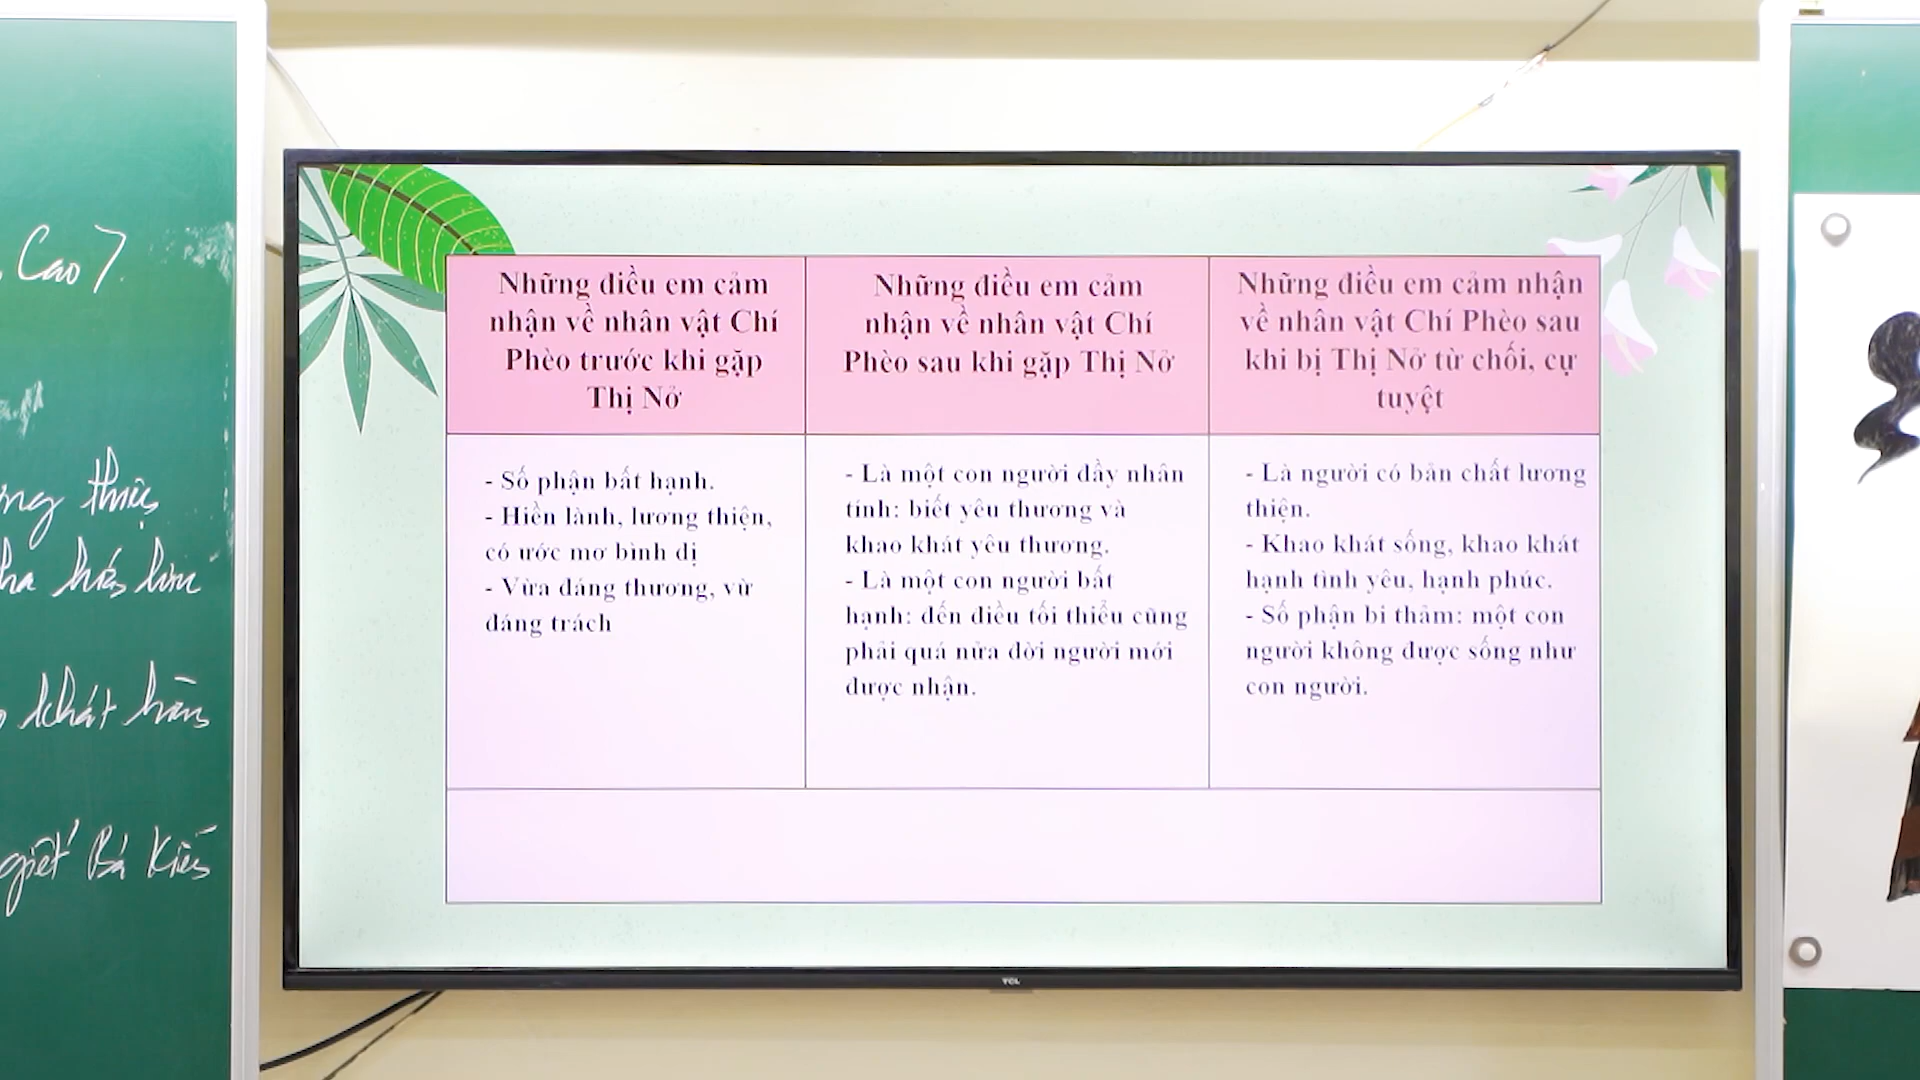 Cao 7
thiệ
khát
giết Bá Kiế
Những điều em cảm
nhận về nhân vật Chí
Phèo trước khi gặp
Thị Nở
Những điều em cảm
nhận về nhân vật Chí
Phèo sau khi gặp Thị Nở
Những điều em cảm nhận
về nhân vật Chí Phèo sau
khi bị Thị Nở từ chối, cự
tuyệt
- Số phận bất hạnh.
- Hiền lành, lương thiện,
có ước mơ bình dị
- Vừa đáng thương, vừ
đáng trách
- Là một con người đầy nhân
tính: biết yêu thương và
khao khát yêu thương.
- Là một con người bất
hạnh: đến điều tối thiểu cũng
phải quá nửa đời người mới
được nhận.
- Là người có bản chất lương
thiện.
- Khao khát sống, khao khát
hạnh tình yêu, hạnh phúc.
- Số phận bi thảm: một con
người không được sống như
con người.
TCL